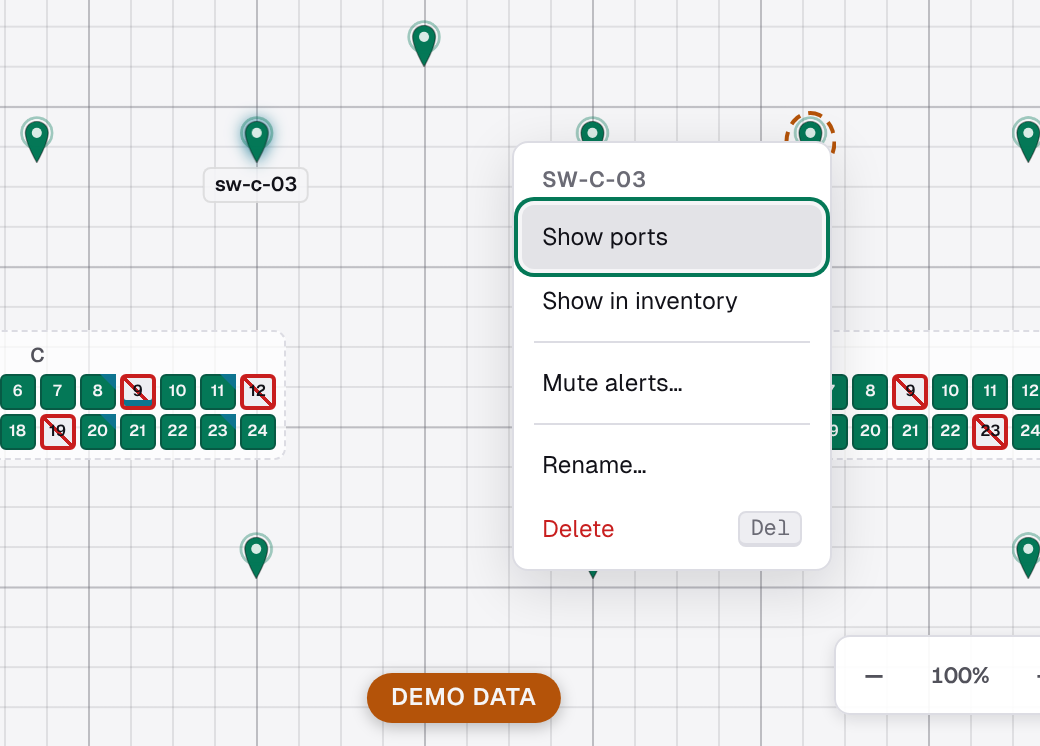 sw-c-03
SW-C-03
Show ports
Show in inventory
Mute alerts…
Rename…
Delete Del
C
6 7 8 9 10 11 12
18 19 20 21 22 23 24
8 9 10 11 12
20 21 22 23 24
DEMO DATA
− 100%